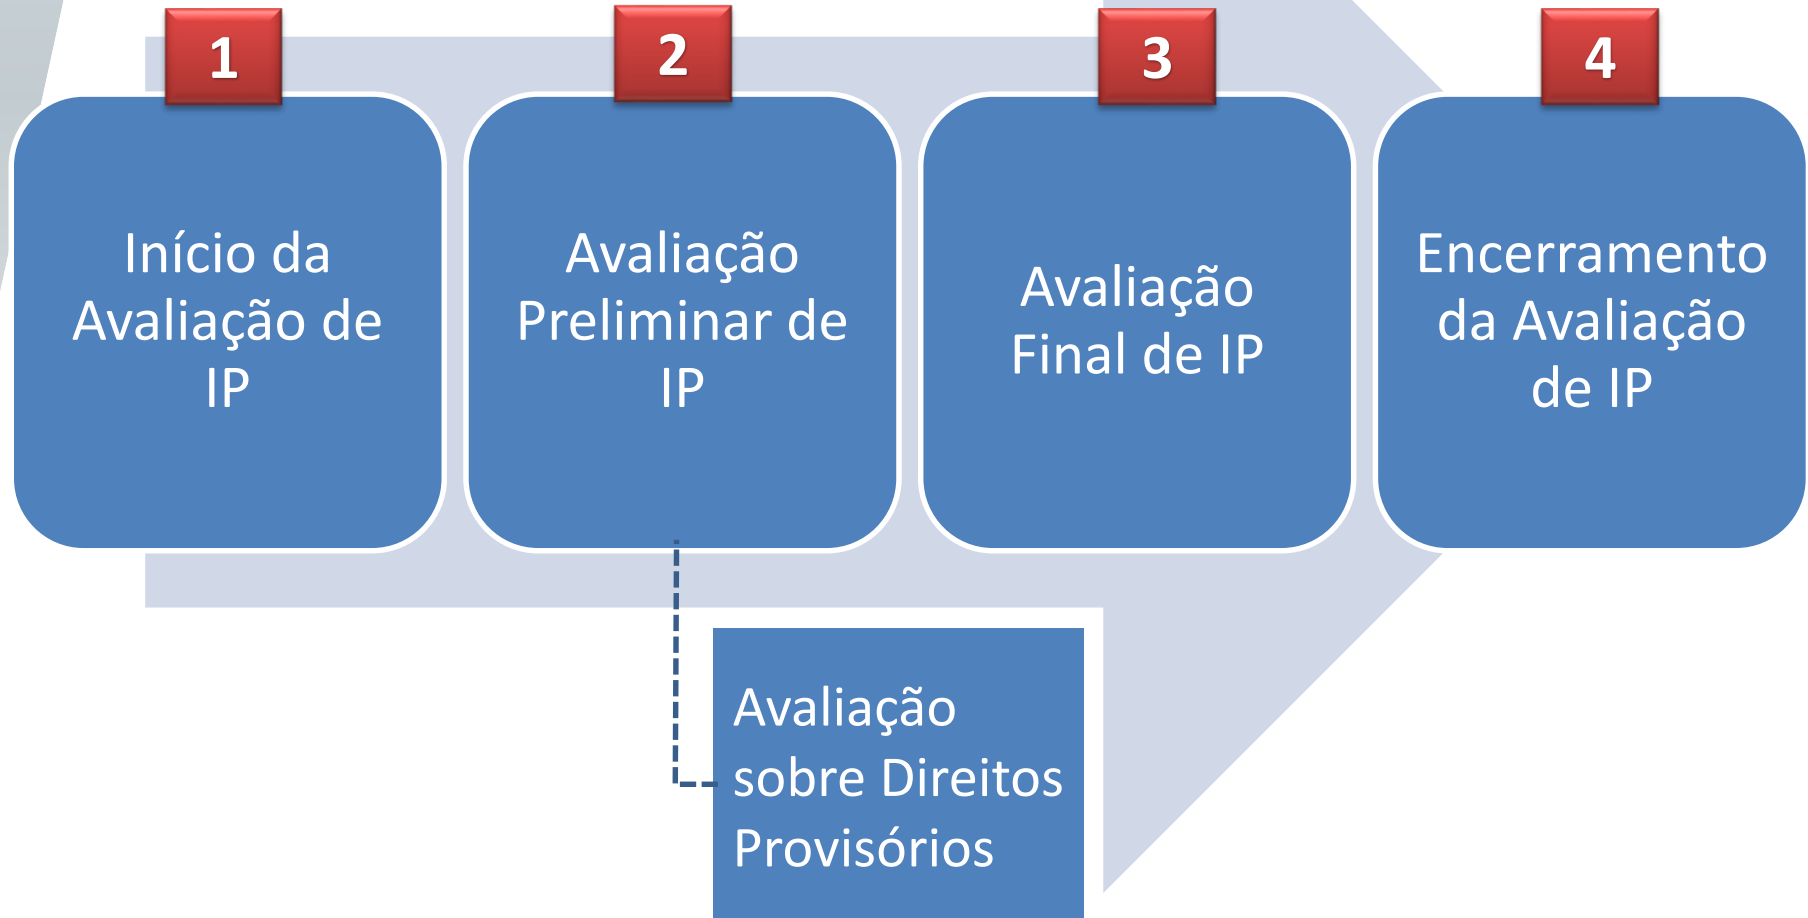 1
2
3
4
Início da
Avaliação de
IP
Avaliação
Preliminar de
IP
Avaliação
Final de IP
Encerramento
da Avaliação
de IP
Avaliação
sobre Direitos
Provisórios